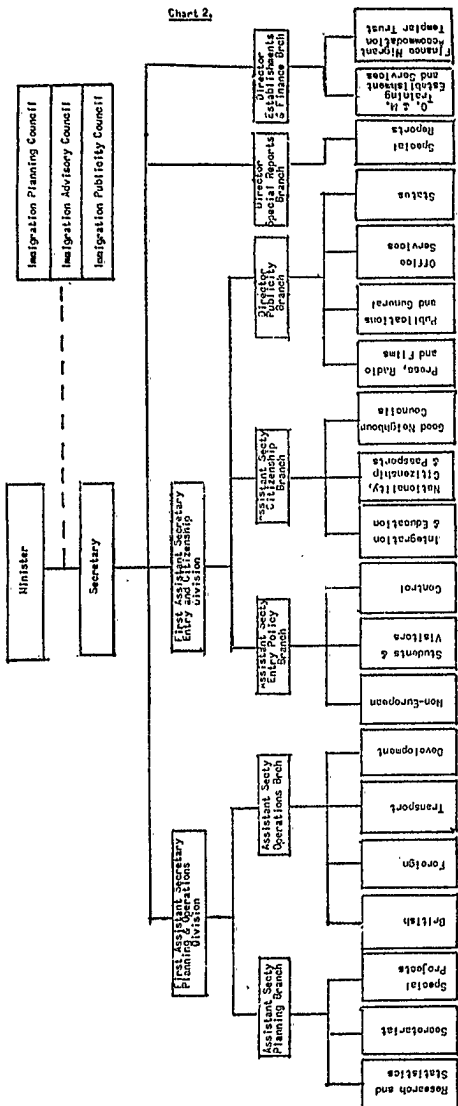 Chart 2.
Immigration Planning Council
Immigration Advisory Council
Immigration Publicity Council
Minister
Secretary
First Assistant Secretary
Planning & Operations
Division
First Assistant Secretary
Entry and Citizenship
Division
Assistant Secty
Planning Branch
Assistant Secty
Operations Brch
Assistant Secty
Entry Policy
Branch
Assistant Secty
Citizenship
Branch
Director
Publicity
Branch
Director
Special Reports
Branch
Director
Establishments
& Finance Brch
Research and
Statistics
Secretariat
Special
Projects
British
Foreign
Transport
Development
Non-European
Students &
Visitors
Control
Integration
& Education
Nationality,
Citizenship
& Passports
Good Neighbour
Councils
Press, Radio
and Films
Publications
and General
Office
Services
Status
Special
Reports
O. & M.
Training
Establishment
and Services
Finance Migrant
Accommodation
Templar Trust